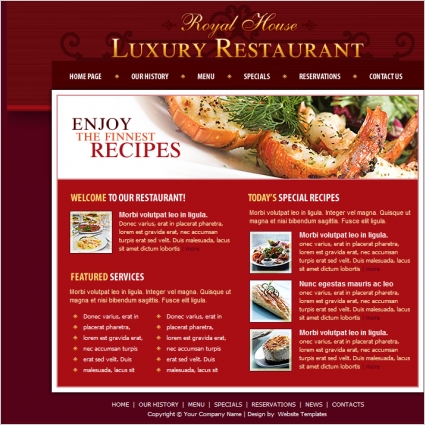 Royal House
LUXURY RESTAURANT
HOME PAGE
OUR HISTORY
MENU
SPECIALS
RESERVATIONS
CONTACT US
ENJOY
THE FINNEST
RECIPES
WELCOME TO OUR RESTAURANT!
Morbi volutpat leo in ligula.
Donec varius, erat in placerat pharetra,
lorem est gravida erat, nec accumsan
turpis erat sed velit. Duis malesuada, lacus
sit amet dictum lobortis more
FEATURED SERVICES
Morbi volutpat leo in ligula. Integer vel magna. Quisque ut
magna et nisi bibendum sagittis. Fusce elit ligula.
Donec varius, erat in
placerat pharetra,
lorem est gravida erat,
nec accumsan turpis
erat sed velit. Duis
malesuada, lacus sit
Donec varius, erat in
placerat pharetra,
lorem est gravida erat,
nec accumsan turpis
erat sed velit. Duis
malesuada, lacus sit
TODAY'S SPECIAL RECIPES
Morbi volutpat leo in ligula. Integer vel magna. Quisque ut
magna et nisi bibendum sagittis. Fusce elit ligula.
Morbi volutpat leo in ligula.
onec varius, erat in placerat pharetra,
lorem est gravida erat, nec accumsan
turpis erat sed velit. Duis malesuada, lacus
sit amet dictum lobortis more
Nunc egestas mauris ac leo
onec varius, erat in placerat pharetra,
lorem est gravida erat, nec accumsan
turpis erat sed velit. Duis malesuada, lacus
sit amet dictum lobortis more
Morbi volutpat leo in ligula.
onec varius, erat in placerat pharetra,
lorem est gravida erat, nec accumsan
turpis erat sed velit. Duis malesuada, lacus
sit amet dictum lobortis more
HOME | OUR HISTORY | MENU | SPECIALS | RESERVATIONS | NEWS | CONTACTS
Copyright © Your Company Name | Design by Website Templates